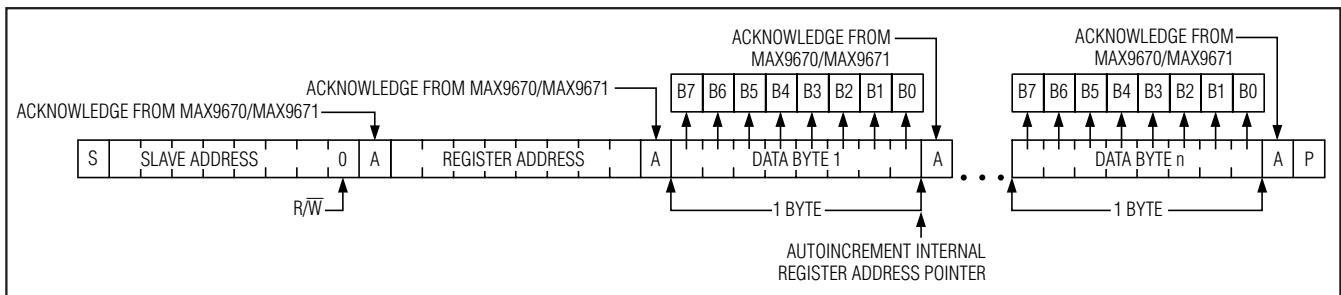 ACKNOWLEDGE FROM
MAX9670/MAX9671
ACKNOWLEDGE FROM
MAX9670/MAX9671
ACKNOWLEDGE FROM MAX9670/MAX9671
B7 B6 B5 B4 B3 B2 B1 B0
B7 B6 B5 B4 B3 B2 B1 B0
ACKNOWLEDGE FROM MAX9670/MAX9671
S SLAVE ADDRESS 0 A REGISTER ADDRESS A DATA BYTE 1 A ... DATA BYTE n A P
R/W̅
1 BYTE
1 BYTE
AUTOINCREMENT INTERNAL
REGISTER ADDRESS POINTER